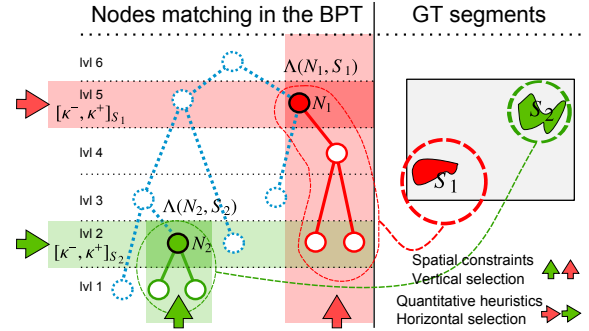 Nodes matching in the BPT
GT segments
lvl 6
Λ(N₁, S₁)
lvl 5
[κ⁻, κ⁺]S₁
N₁
S₂
lvl 4
S₁
lvl 3
Λ(N₂, S₂)
lvl 2
[κ⁻, κ⁺]S₂
N₂
Spatial constraints
Vertical selection
lvl 1
Quantitative heuristics
Horizontal selection